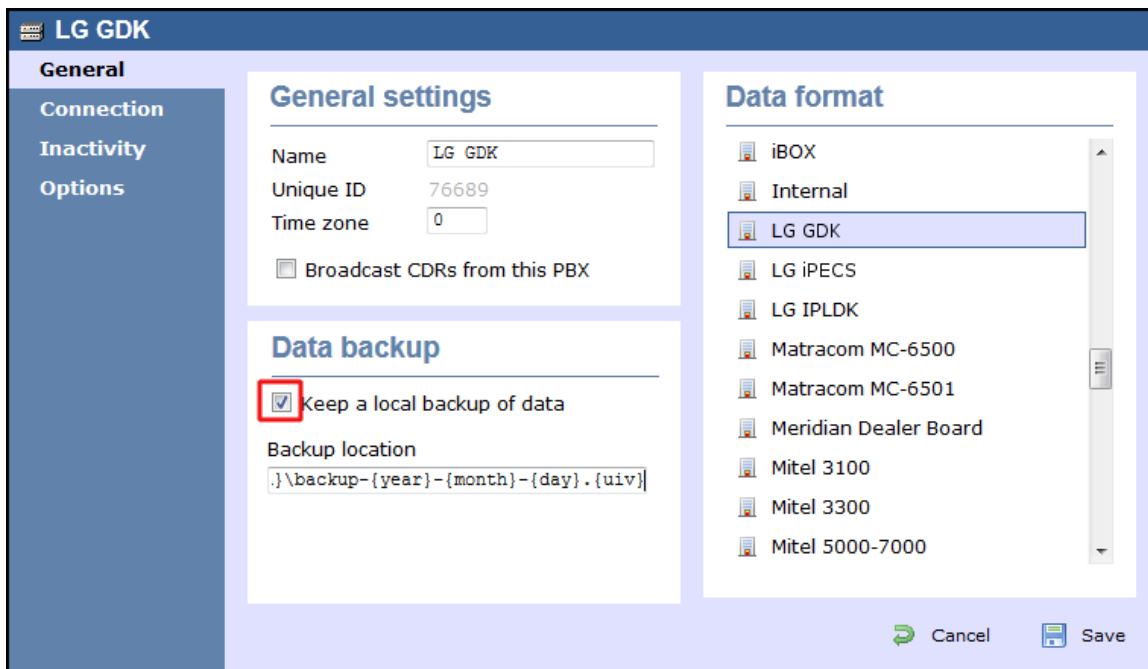 LG GDK
General
Connection
Inactivity
Options
General settings
Name LG GDK
Unique ID 76689
Time zone 0
Broadcast CDRs from this PBX
Data backup
Keep a local backup of data
Backup location
.}\backup-{year}-{month}-{day}.{uiv}
Data format
iBOX
Internal
LG GDK
LG iPECS
LG IPLDK
Matracom MC-6500
Matracom MC-6501
Meridian Dealer Board
Mitel 3100
Mitel 3300
Mitel 5000-7000
Cancel Save